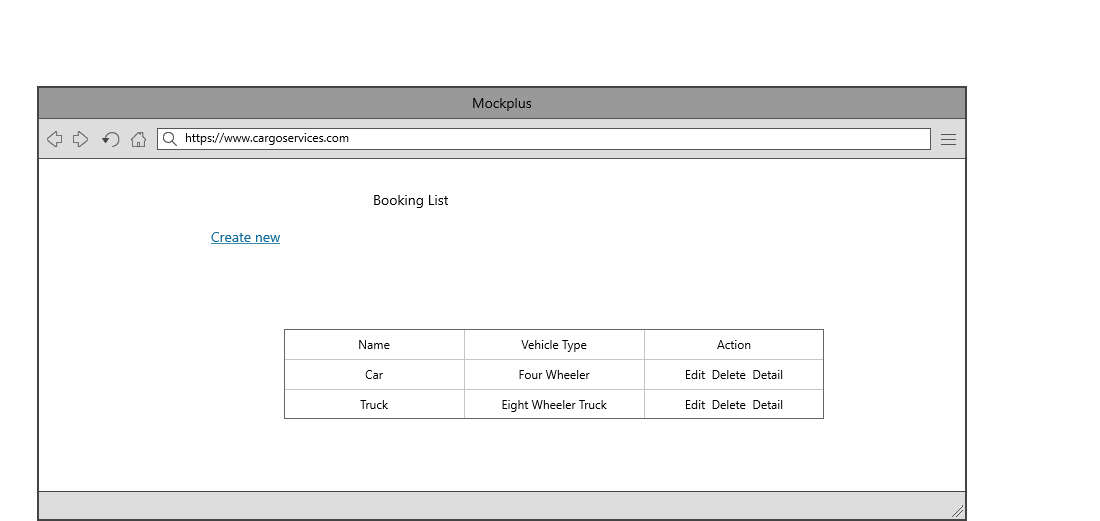 Mockplus
https://www.cargoservices.com
Booking List
Create new
Name Vehicle Type Action
Car Four Wheeler Edit Delete Detail
Truck Eight Wheeler Truck Edit Delete Detail